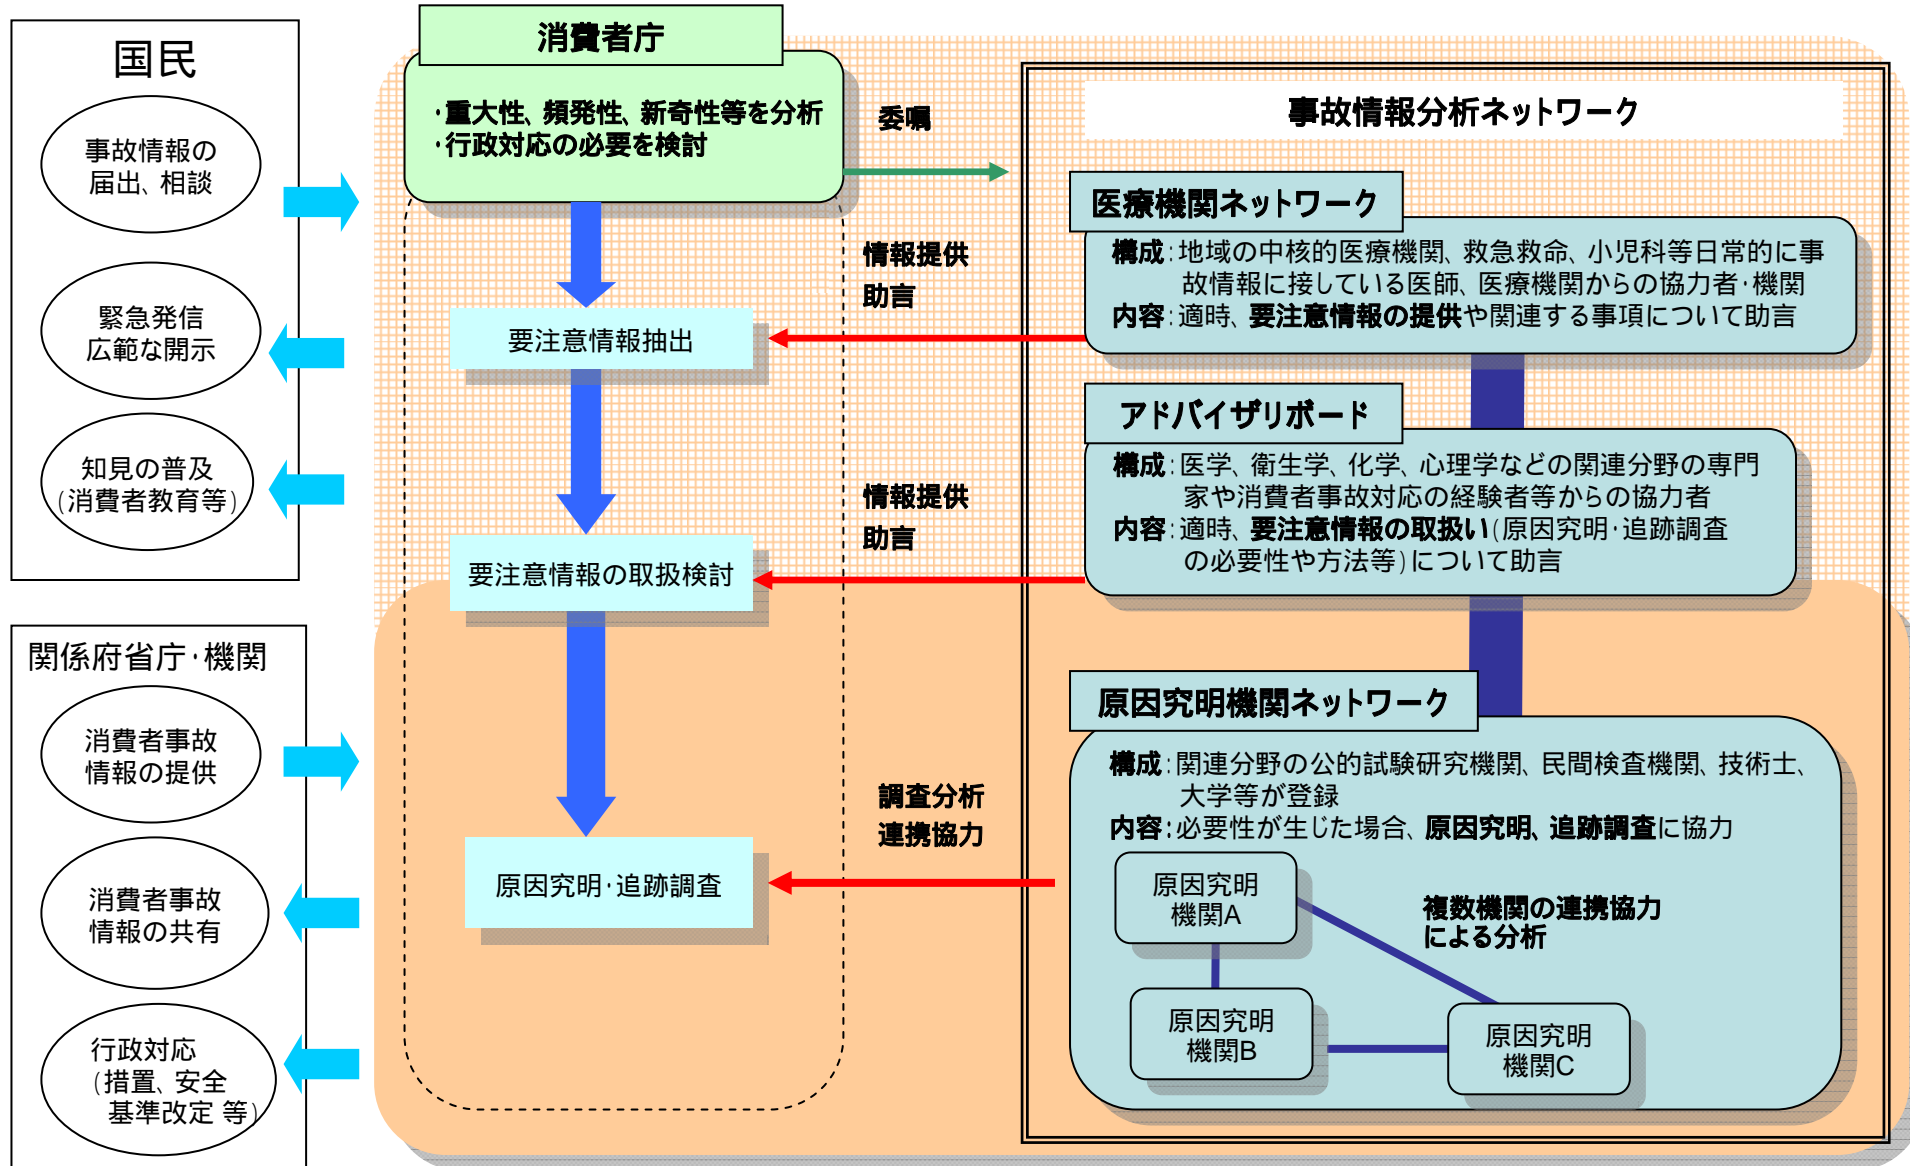 国民
事故情報の
届出、相談
緊急発信
広範な開示
知見の普及
(消費者教育等)
関係府省庁・機関
消費者事故
情報の提供
消費者事故
情報の共有
行政対応
(措置、安全
基準改定 等)
消費者庁
・重大性、頻発性、新奇性等を分析
・行政対応の必要を検討
要注意情報抽出
要注意情報の取扱検討
原因究明・追跡調査
委嘱
情報提供
助言
情報提供
助言
調査分析
連携協力
事故情報分析ネットワーク
医療機関ネットワーク
構成:地域の中核的医療機関、救急救命、小児科等日常的に事
故情報に接している医師、医療機関からの協力者・機関
内容:適時、要注意情報の提供や関連する事項について助言
アドバイザリボード
構成:医学、衛生学、化学、心理学などの関連分野の専門
家や消費者事故対応の経験者等からの協力者
内容:適時、要注意情報の取扱い(原因究明・追跡調査
の必要性や方法等)について助言
原因究明機関ネットワーク
構成:関連分野の公的試験研究機関、民間検査機関、技術士、
大学等が登録
内容:必要性が生じた場合、原因究明、追跡調査に協力
原因究明
機関A
複数機関の連携協力
による分析
原因究明
機関B
原因究明
機関C